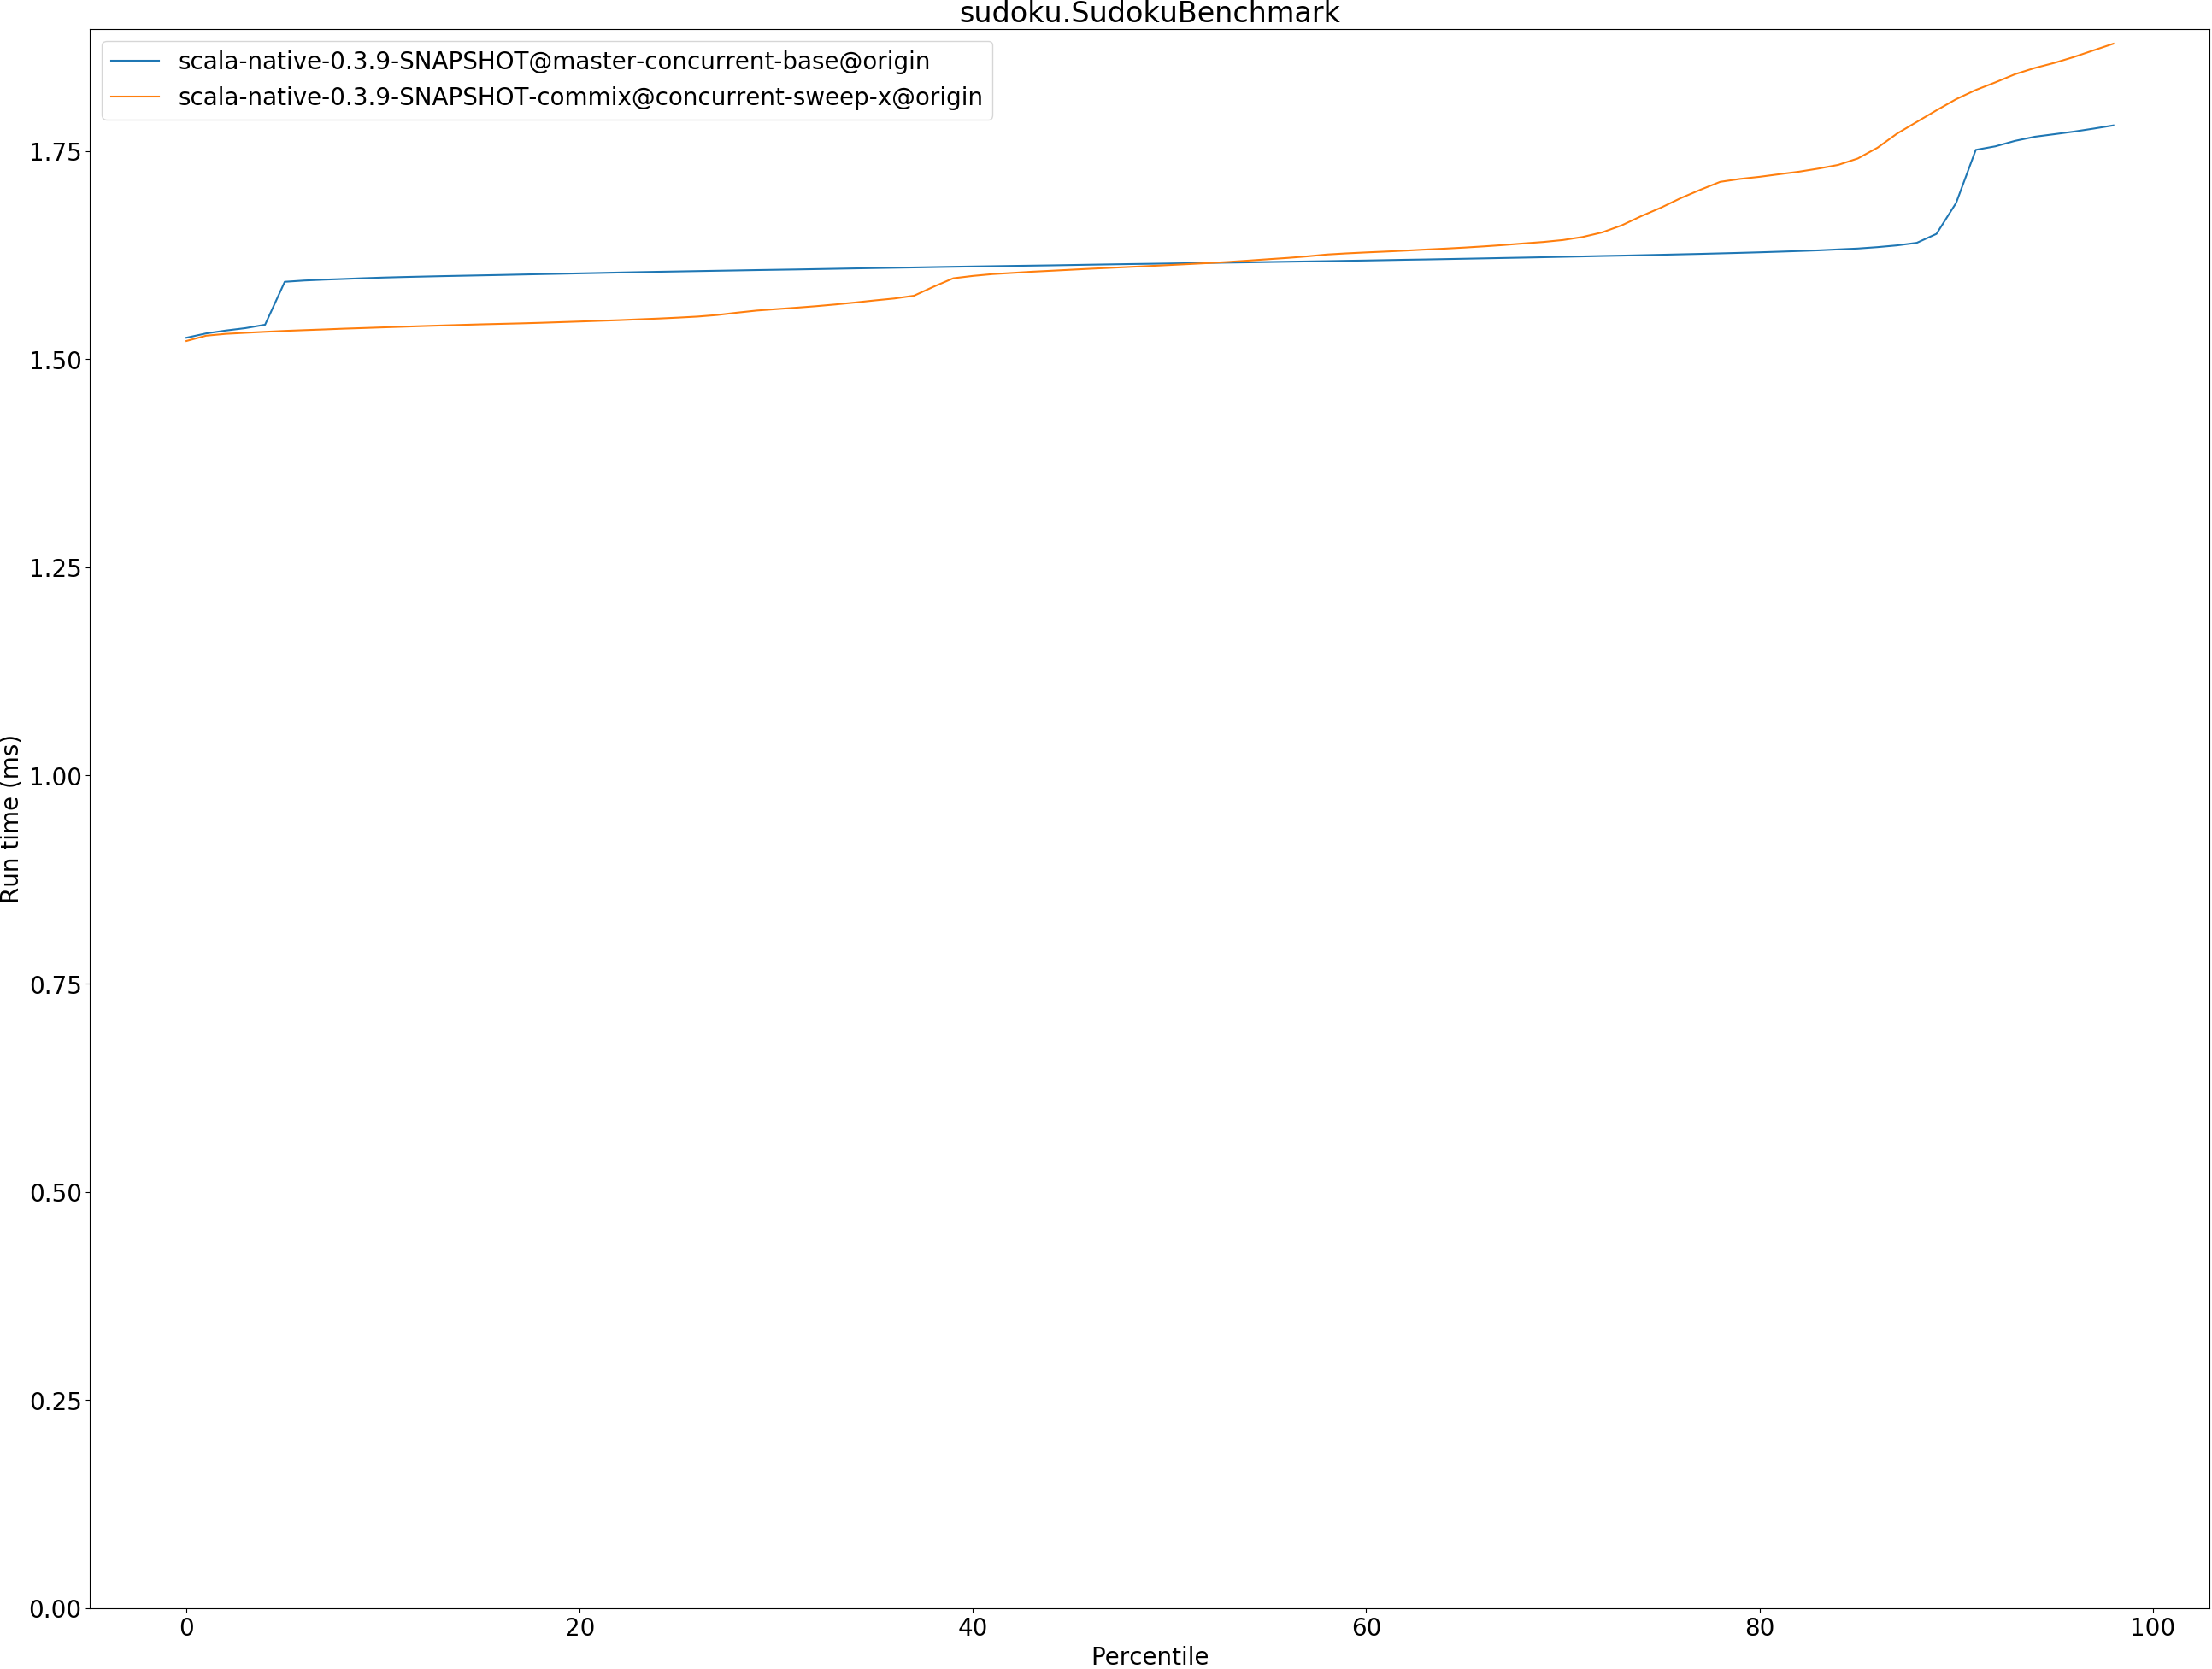 sudoku.SudokuBenchmark
scala-native-0.3.9-SNAPSHOT@master-concurrent-base@origin
scala-native-0.3.9-SNAPSHOT-commix@concurrent-sweep-x@origin
1.75
1.50
1.25
1.00
0.75
0.50
0.25
0.00
Run time (ms)
0 20 40 60 80 100
Percentile